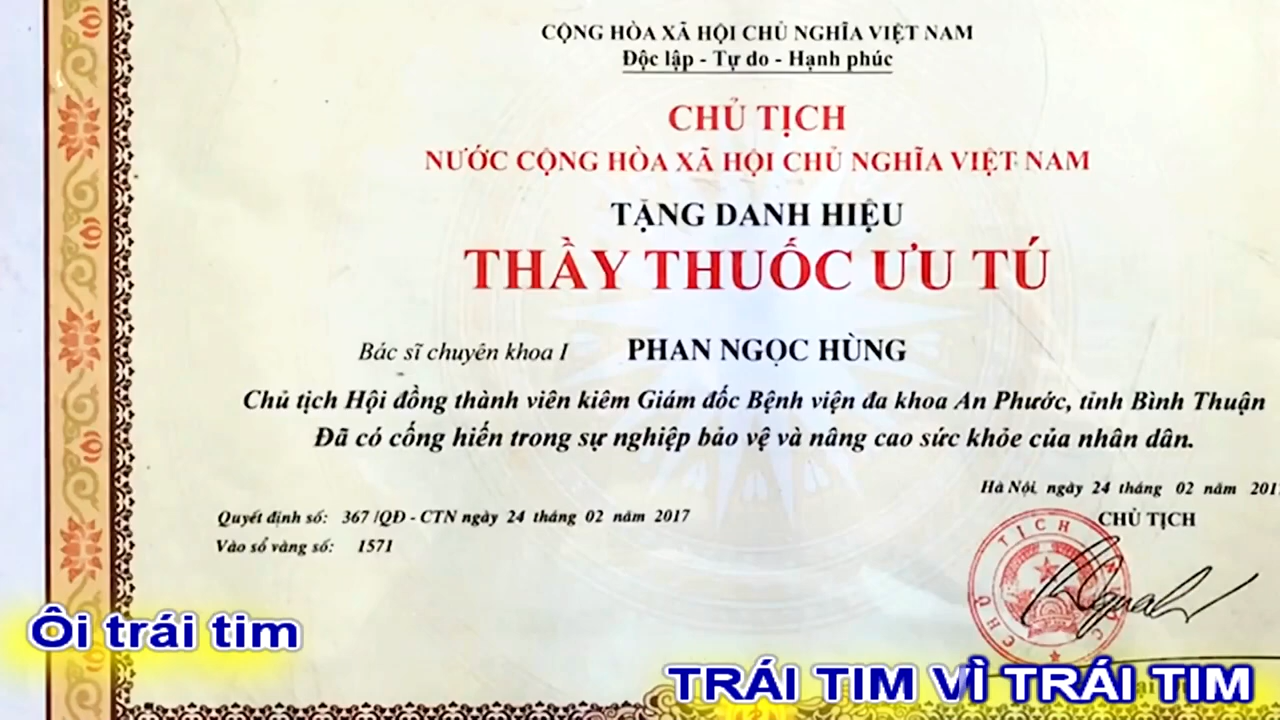 CỘNG HÒA XÃ HỘI CHỦ NGHĨA VIỆT NAM
Độc lập - Tự do - Hạnh phúc
CHỦ TỊCH
NƯỚC CỘNG HÒA XÃ HỘI CHỦ NGHĨA VIỆT NAM
TẶNG DANH HIỆU
THẦY THUỐC ƯU TÚ
Bác sĩ chuyên khoa I PHAN NGỌC HÙNG
Chủ tịch Hội đồng thành viên kiêm Giám đốc Bệnh viện đa khoa An Phước, tỉnh Bình Thuận
Đã có cống hiến trong sự nghiệp bảo vệ và nâng cao sức khỏe của nhân dân.
Hà Nội, ngày 24 tháng 02 năm 201
Quyết định số: 367 /QĐ - CTN ngày 24 tháng 02 năm 2017
CHỦ TỊCH
Vào sổ vàng số: 1571
Ôi trái tim
TRÁI TIM VÌ TRÁI TIM